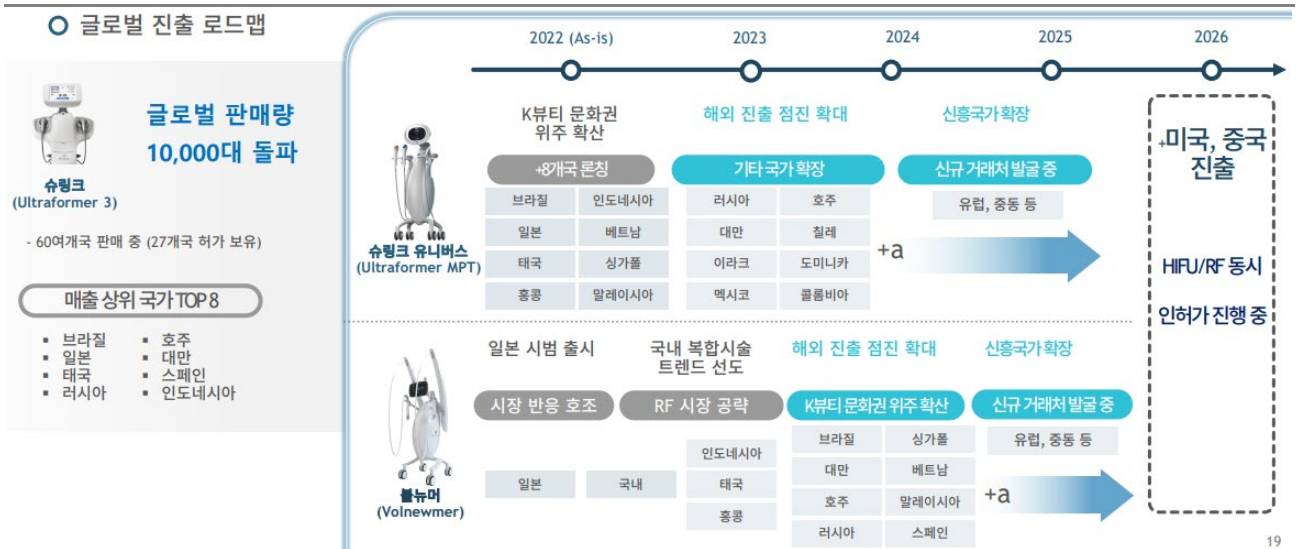 글로벌 진출 로드맵
글로벌 판매량
10,000대 돌파
슈링크
(Ultraformer 3)
- 60여개국 판매 중 (27개국 허가 보유)
매출 상위 국가 TOP 8
▪ 브라질
▪ 일본
▪ 태국
▪ 러시아
▪ 호주
▪ 대만
▪ 스페인
▪ 인도네시아
2022 (As-is)
2023
2024
2025
2026
슈링크 유니버스
(Ultraformer MPT)
K뷰티 문화권
위주 확산
+8개국 론칭
브라질 인도네시아
일본 베트남
태국 싱가폴
홍콩 말레이시아
해외 진출 점진 확대
기타 국가 확장
러시아 호주
대만 칠레
이라크 도미니카
멕시코 콜롬비아
+a
신흥국가 확장
신규 거래처 발굴 중
유럽, 중동 등
볼뉴머
(Volnewmer)
일본 시범 출시
시장 반응 호조
일본
국내
국내 복합시술
트렌드 선도
RF 시장 공략
인도네시아
태국
홍콩
해외 진출 점진 확대
K뷰티 문화권 위주 확산
브라질 싱가폴
대만 베트남
호주 말레이시아
러시아 스페인
+a
신흥국가 확장
신규 거래처 발굴 중
유럽, 중동 등
+미국, 중국
진출
HIFU/RF 동시
인허가 진행 중
19